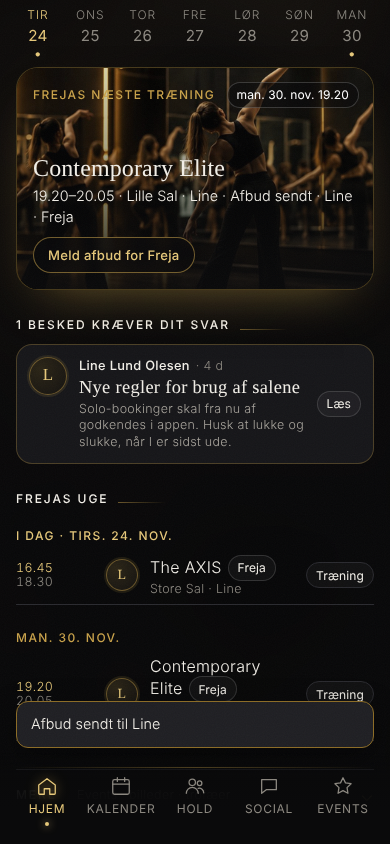 TIR ONS TOR FRE LØR SØN MAN
24 25 26 27 28 29 30
FREJAS NÆSTE TRÆNING man. 30. nov. 19.20
Contemporary Elite
19.20–20.05 · Lille Sal · Line · Afbud sendt · Line
· Freja
Meld afbud for Freja
1 BESKED KRÆVER DIT SVAR
L Line Lund Olesen · 4 d
Nye regler for brug af salene
Solo-bookinger skal fra nu af
godkendes i appen. Husk at lukke og
slukke, når I er sidst ude.
Læs
FREJAS UGE
I DAG · TIRS. 24. NOV.
16.45 L The AXIS Freja Træning
18.30 Store Sal · Line
MAN. 30. NOV.
Contemporary
19.20 L Elite Freja Træning
20.05
Afbud sendt til Line
HJEM KALENDER HOLD SOCIAL EVENTS